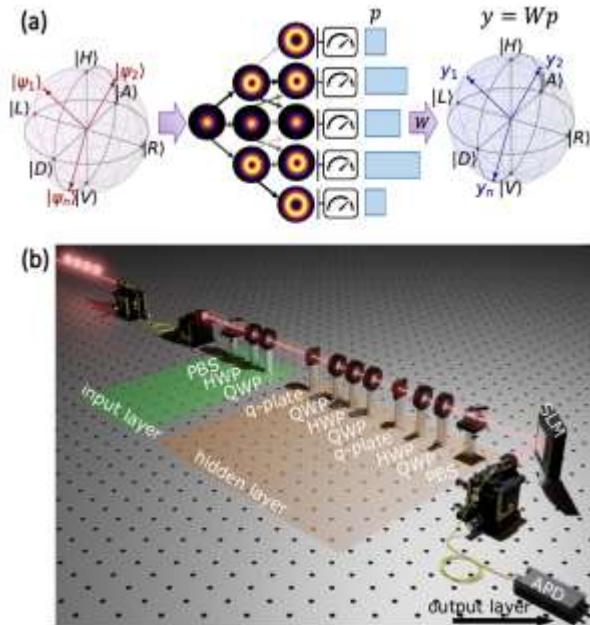 (a)
p
y = Wp
|H⟩
|ψ₁⟩
|ψ₂⟩
|A⟩
|L⟩
|R⟩
|D⟩
|ψₙ⟩
|V⟩
W
|H⟩
y₁
y₂
|A⟩
|L⟩
|R⟩
|D⟩
yₙ
|V⟩
(b)
PBS
HWP
QWP
input layer
q-plate
QWP
HWP
QWP
q-plate
HWP
QWP
PBS
hidden layer
SLM
APD
output layer